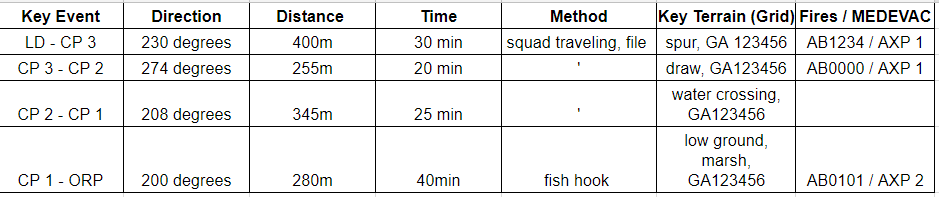 Key Event Direction Distance Time Method Key Terrain (Grid) Fires / MEDEVAC
LD - CP 3 230 degrees 400m 30 min squad traveling, file spur, GA 123456 AB1234 / AXP 1
CP 3 - CP 2 274 degrees 255m 20 min ' draw, GA123456 AB0000 / AXP 1
water crossing,
CP 2 - CP 1 208 degrees 345m 25 min ' GA123456
low ground,
marsh,
CP 1 - ORP 200 degrees 280m 40min fish hook GA123456 AB0101 / AXP 2